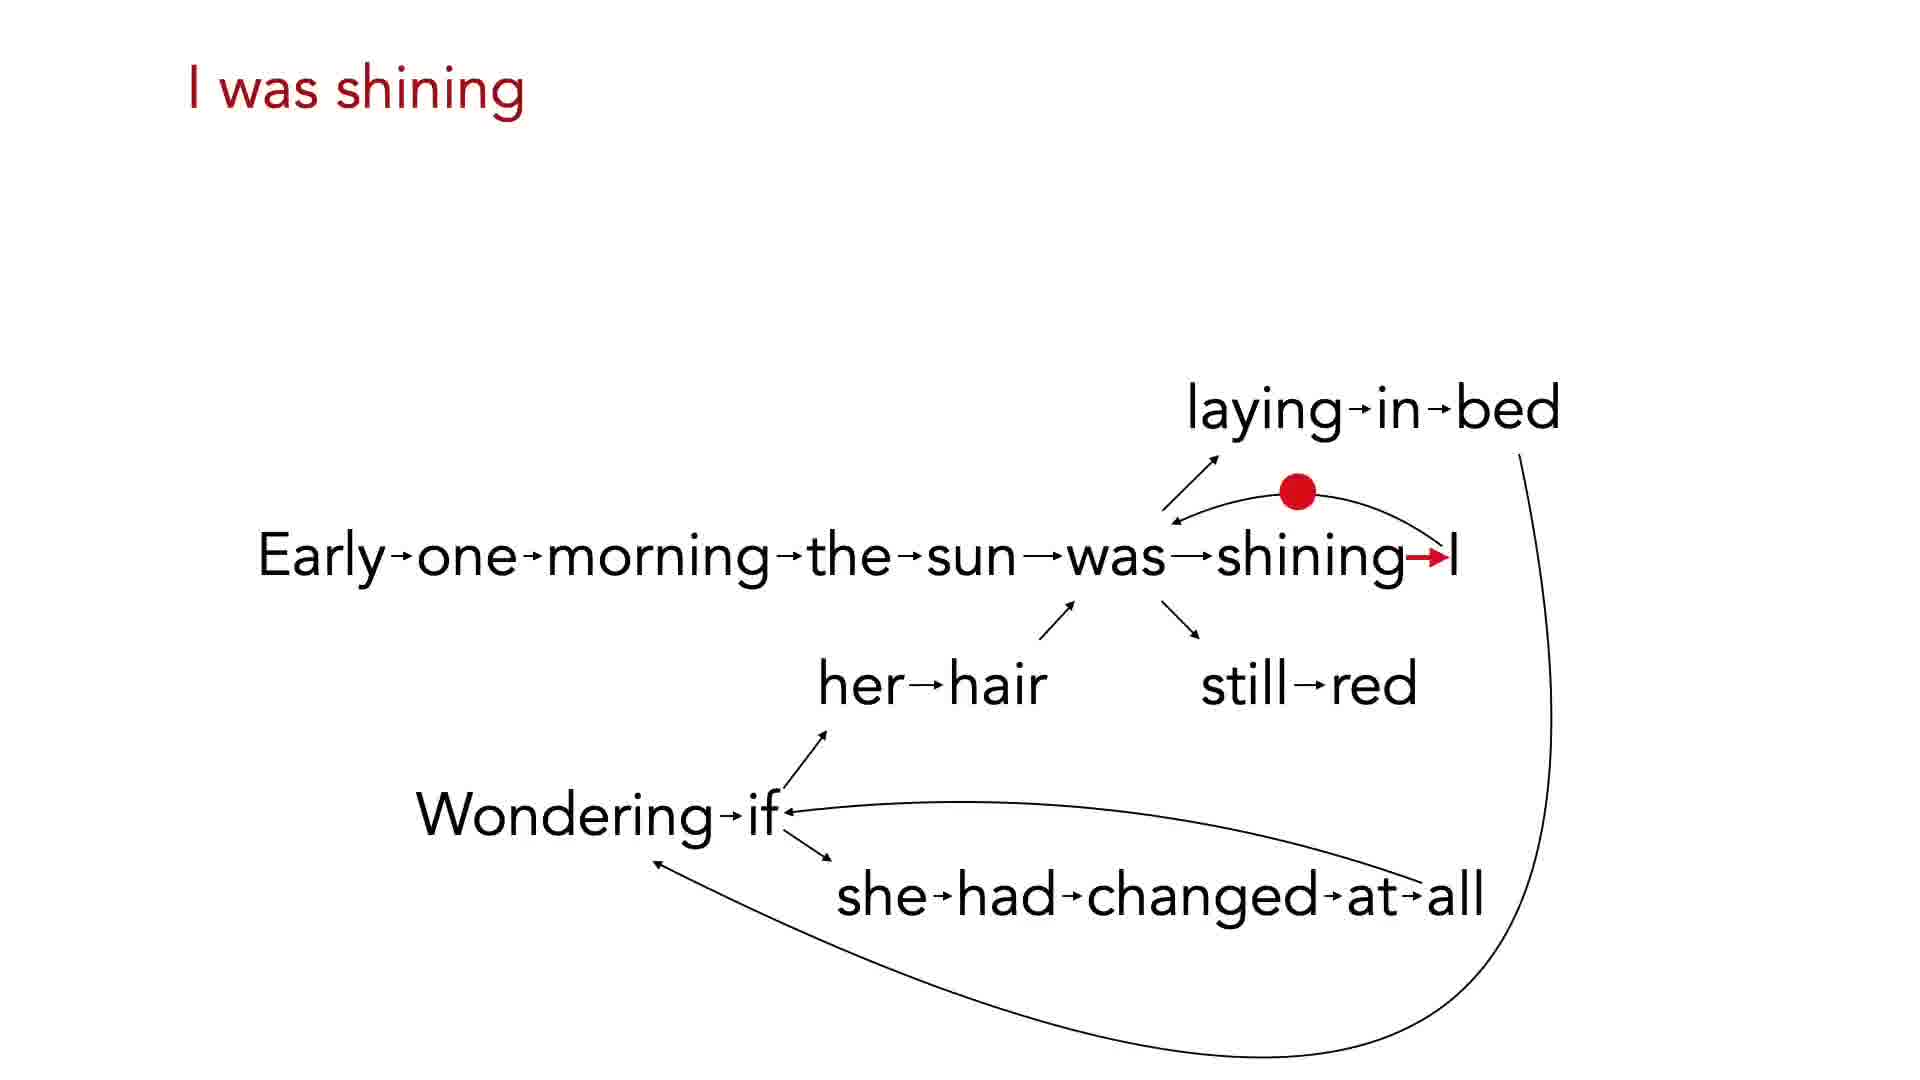 I was shining
laying→in→bed
Early→one→morning→the→sun→was→shining→I
her→hair still→red
Wondering→if
she→had→changed→at→all